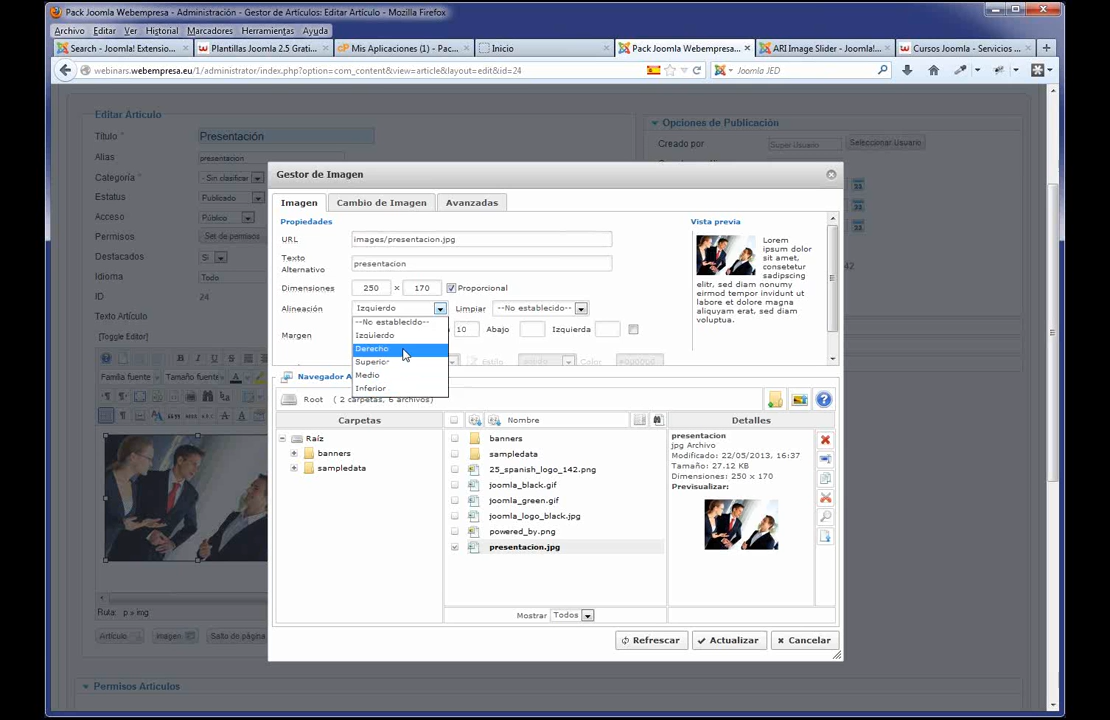 Pack Joomla Webempresa - Administración - Gestor de Artículos: Editar Artículo - Mozilla Firefox
Archivo Editar Ver Historial Marcadores Herramientas Ayuda
Search - Joomla! Extensio... Plantillas Joomla 2.5 Grati... Mis Aplicaciones (1) - Pac... Inicio Pack Joomla Webempresa... ARI Image Slider - Joomla!... Cursos Joomla - Servicios ...
webinars.webempresa.eu/1/administrator/index.php?option=com_content&view=article&layout=edit&id=24
Joomla JED
Editar Artículo
Título * Presentación
Alias presentacion
Categoría * - Sin clasificar
Estatus Publicado
Acceso Público
Permisos Set de permisos
Destacados Sí
Idioma Todo
ID 24
Texto Artículo
[Toggle Editor]
Familia fuente Tamaño fuente
Ruta: p » img
Artículo Imagen Salto de página
Permisos Artículos
Opciones de Publicación
Creado por Super Usuario Seleccionar Usuario
Gestor de Imagen
Imagen Cambio de Imagen Avanzadas
Propiedades
URL images/presentacion.jpg
Texto
Alternativo presentacion
Dimensiones 250 x 170 Proporcional
Alineación Izquierdo Limpiar --No establecido--
--No establecido--
Izquierdo
Derecho
Superior
Medio
Inferior
Margen 10 Abajo Izquierda
Estilo Color #000000
Vista previa
Lorem
ipsum dolor
sit amet,
consetetur
sadipscing
elitr, sed diam nonumy
eirmod tempor invidunt
ut labore et dolore magna
aliquyam erat, sed diam
voluptua.
Root ( 2 carpetas, 6 archivos)
Carpetas Nombre Detalles
Raíz
banners
sampledata
banners
sampledata
25_spanish_logo_142.png
joomla_black.gif
joomla_green.gif
joomla_logo_black.jpg
powered_by.png
presentacion.jpg
Mostrar Todos
presentacion
jpg Archivo
Modificado: 22/05/2013, 16:37
Tamaño: 27.12 KB
Dimensiones: 250 x 170
Previsualizar:
Refrescar Actualizar Cancelar